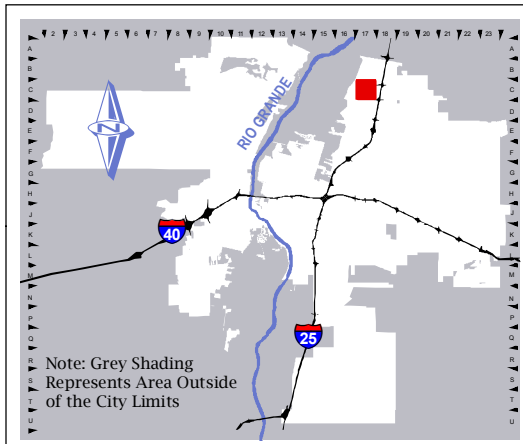 2 3 4 5 6 7 8 9 10 11 12 13 14 15 16 17 18 19 20 21 22 23
A A
B B
C C
D D
E E
F F
G G
H H
J J
K K
L L
M M
N N
P P
Q Q
R R
S S
T T
U U
N
RIO GRANDE
40
25
Note: Grey Shading
Represents Area Outside
of the City Limits